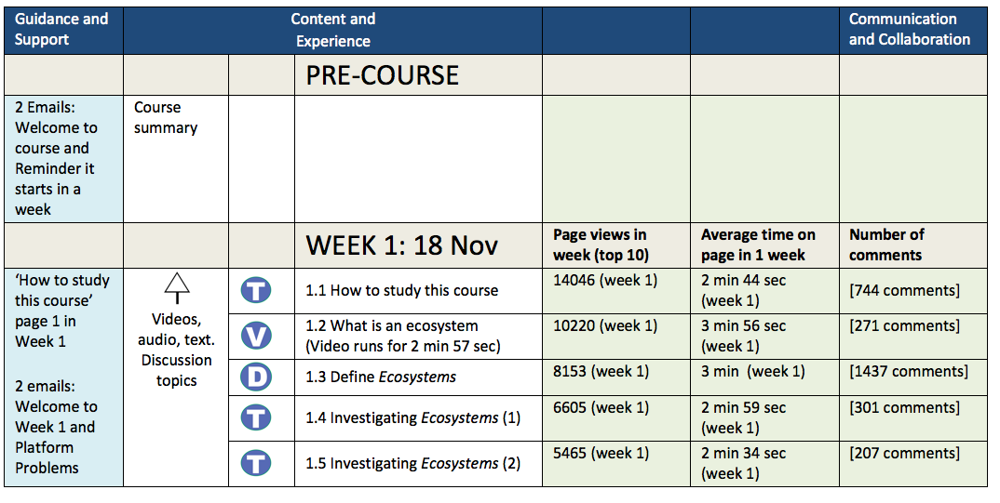 Guidance and
Support
Content and
Experience
Communication
and Collaboration
PRE-COURSE
2 Emails:
Welcome to
course and
Reminder it
starts in a
week
Course
summary
WEEK 1: 18 Nov
Page views in
week (top 10)
Average time on
page in 1 week
Number of
comments
‘How to study
this course’
page 1 in
Week 1
2 emails:
Welcome to
Week 1 and
Platform
Problems
Videos,
audio, text.
Discussion
topics
T
1.1 How to study this course
14046 (week 1)
2 min 44 sec
(week 1)
[744 comments]
V
1.2 What is an ecosystem
(Video runs for 2 min 57 sec)
10220 (week 1)
3 min 56 sec
(week 1)
[271 comments]
D
1.3 Define Ecosystems
8153 (week 1)
3 min  (week 1)
[1437 comments]
T
1.4 Investigating Ecosystems (1)
6605 (week 1)
2 min 59 sec
(week 1)
[301 comments]
T
1.5 Investigating Ecosystems (2)
5465 (week 1)
2 min 34 sec
(week 1)
[207 comments]